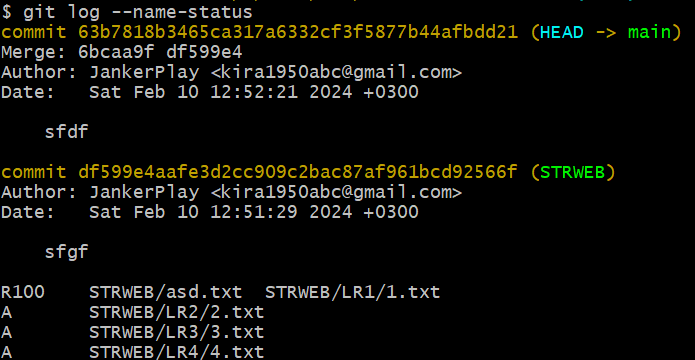 $ git log --name-status
commit 63b7818b3465ca317a6332cf3f5877b44afbdd21 (HEAD -> main)
Merge: 6bcaa9f df599e4
Author: JankerPlay <kira1950abc@gmail.com>
Date:   Sat Feb 10 12:52:21 2024 +0300
sfdf
commit df599e4aafe3d2cc909c2bac87af961bcd92566f (STRWEB)
Author: JankerPlay <kira1950abc@gmail.com>
Date:   Sat Feb 10 12:51:29 2024 +0300
sfgf
R100    STRWEB/asd.txt  STRWEB/LR1/1.txt
A       STRWEB/LR2/2.txt
A       STRWEB/LR3/3.txt
A       STRWEB/LR4/4.txt